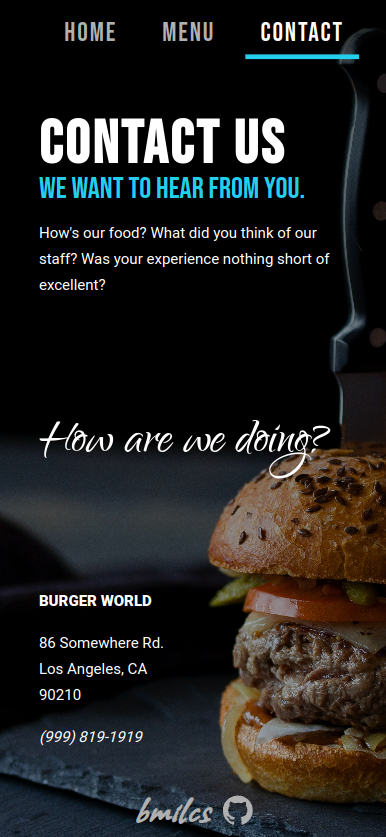 HOME MENU CONTACT
CONTACT US
WE WANT TO HEAR FROM YOU.
How's our food? What did you think of our
staff? Was your experience nothing short of
excellent?
How are we doing?
BURGER WORLD
86 Somewhere Rd.
Los Angeles, CA
90210
(999) 819-1919
bmilcs